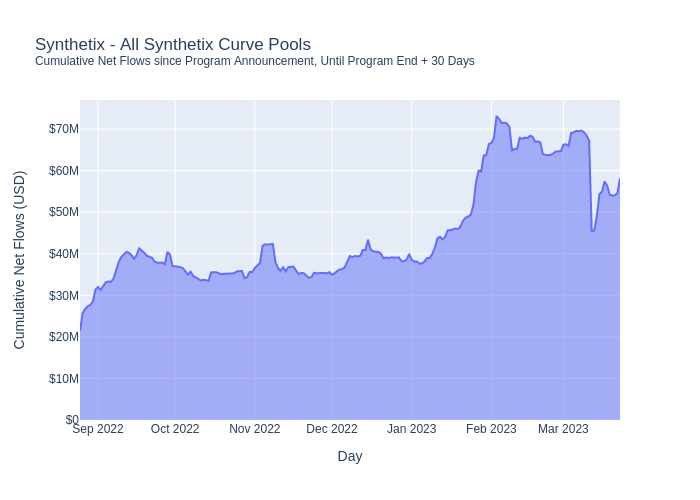 Synthetix - All Synthetix Curve Pools
Cumulative Net Flows since Program Announcement, Until Program End + 30 Days
Cumulative Net Flows (USD)
$70M
$60M
$50M
$40M
$30M
$20M
$10M
$0
Sep 2022 Oct 2022 Nov 2022 Dec 2022 Jan 2023 Feb 2023 Mar 2023
Day